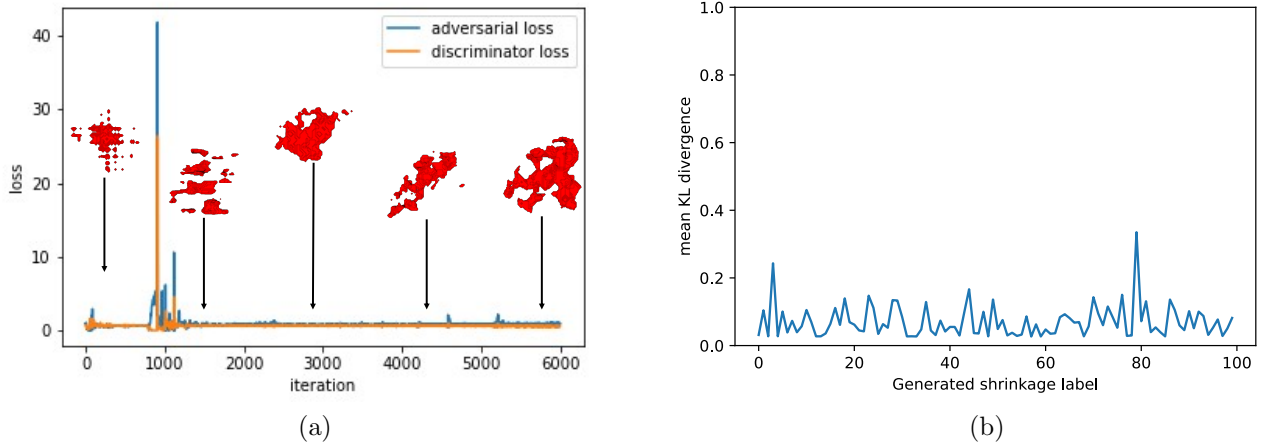 40
30
20
10
0
loss
adversarial loss
discriminator loss
0 1000 2000 3000 4000 5000 6000
iteration
(a)
1.0
0.8
0.6
0.4
0.2
0.0
mean KL divergence
0 20 40 60 80 100
Generated shrinkage label
(b)